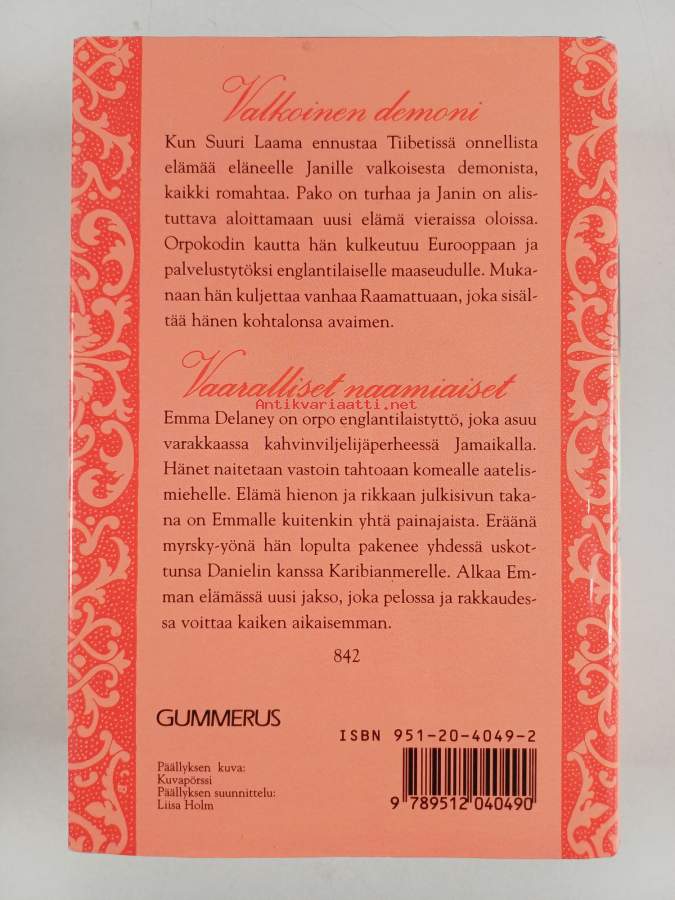 Valkoinen demoni
Kun Suuri Laama ennustaa Tiibetissä onnellista
elämää eläneelle Janille valkoisesta demonista,
kaikki romahtaa. Pako on turhaa ja Janin on alis-
tuttava aloittamaan uusi elämä vieraissa oloissa.
Orpokodin kautta hän kulkeutuu Eurooppaan ja
palvelustytöksi englantilaiselle maaseudulle. Muka-
naan hän kuljettaa vanhaa Raamattuaan, joka sisäl-
tää hänen kohtalonsa avaimen.
Vaaralliset naamiaiset
Antikvariaatti.net
Emma Delaney on orpo englantilaistyttö, joka asuu
varakkaassa kahvinviljelijäperheessä Jamaikalla.
Hänet naitetaan vastoin tahtoaan komealle aatelis-
miehelle. Elämä hienon ja rikkaan julkisivun taka-
na on Emmalle kuitenkin yhtä painajaista. Eräänä
myrsky-yönä hän lopulta pakenee yhdessä uskot-
tunsa Danielin kanssa Karibianmerelle. Alkaa Em-
man elämässä uusi jakso, joka pelossa ja rakkaudes-
sa voittaa kaiken aikaisemman.
842
GUMMERUS
ISBN 951-20-4049-2
Päällyksen kuva:
Kuvapörssi
Päällyksen suunnittelu:
Liisa Holm
9 789512 040490